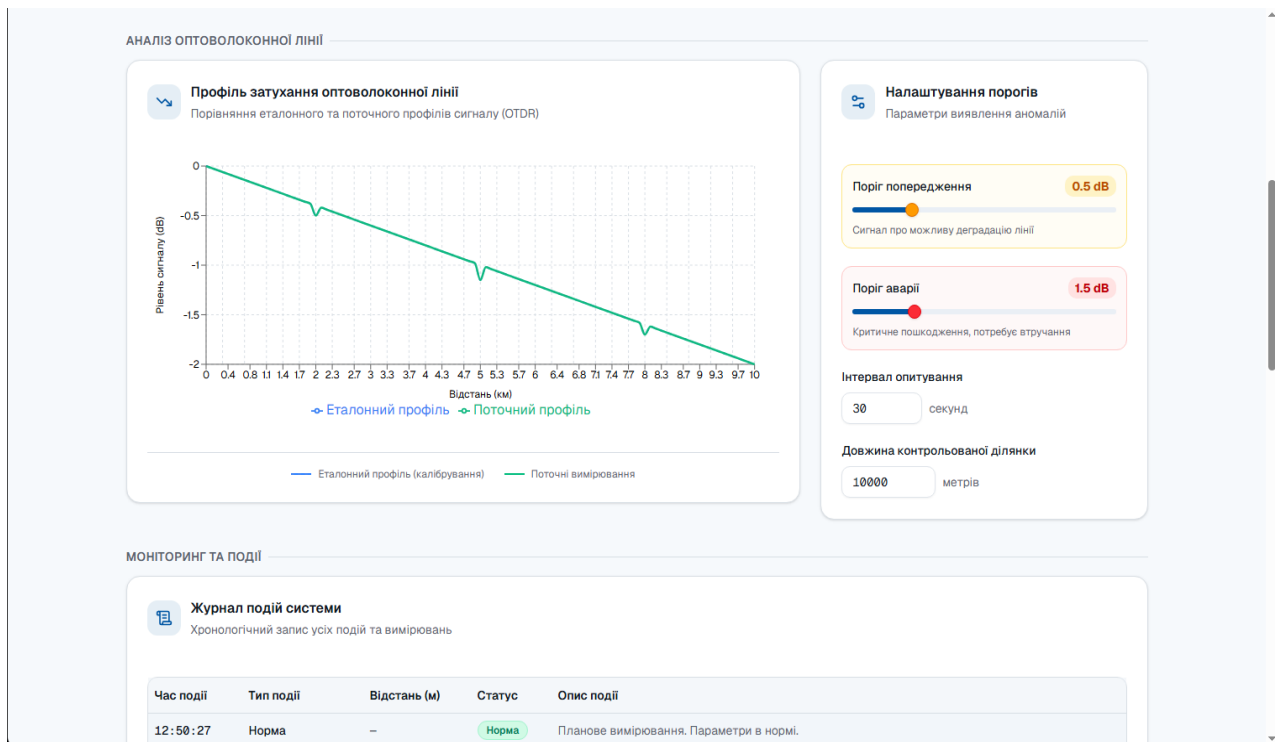 АНАЛІЗ ОПТОВОЛОКОННОЇ ЛІНІЇ
Профіль затухання оптоволоконної лінії
Порівняння еталонного та поточного профілів сигналу (OTDR)
0
-0.5
-1
-1.5
-2
Рівень сигналу (dB)
0 0.4 0.8 1.1 1.4 1.7 2 2.3 2.7 3 3.3 3.7 4 4.3 4.7 5 5.3 5.7 6 6.4 6.8 7.1 7.4 7.7 8 8.3 8.7 9 9.3 9.7 10
Відстань (км)
Еталонний профіль Поточний профіль
Еталонний профіль (калібрування) Поточні вимірювання
Налаштування порогів
Параметри виявлення аномалій
Поріг попередження 0.5 dB
Сигнал про можливу деградацію лінії
Поріг аварії 1.5 dB
Критичне пошкодження, потребує втручання
Інтервал опитування
30 секунд
Довжина контрольованої ділянки
10000 метрів
МОНІТОРИНГ ТА ПОДІЇ
Журнал подій системи
Хронологічний запис усіх подій та вимірювань
Час події Тип події Відстань (м) Статус Опис події
12:50:27 Норма – Норма Планове вимірювання. Параметри в нормі.